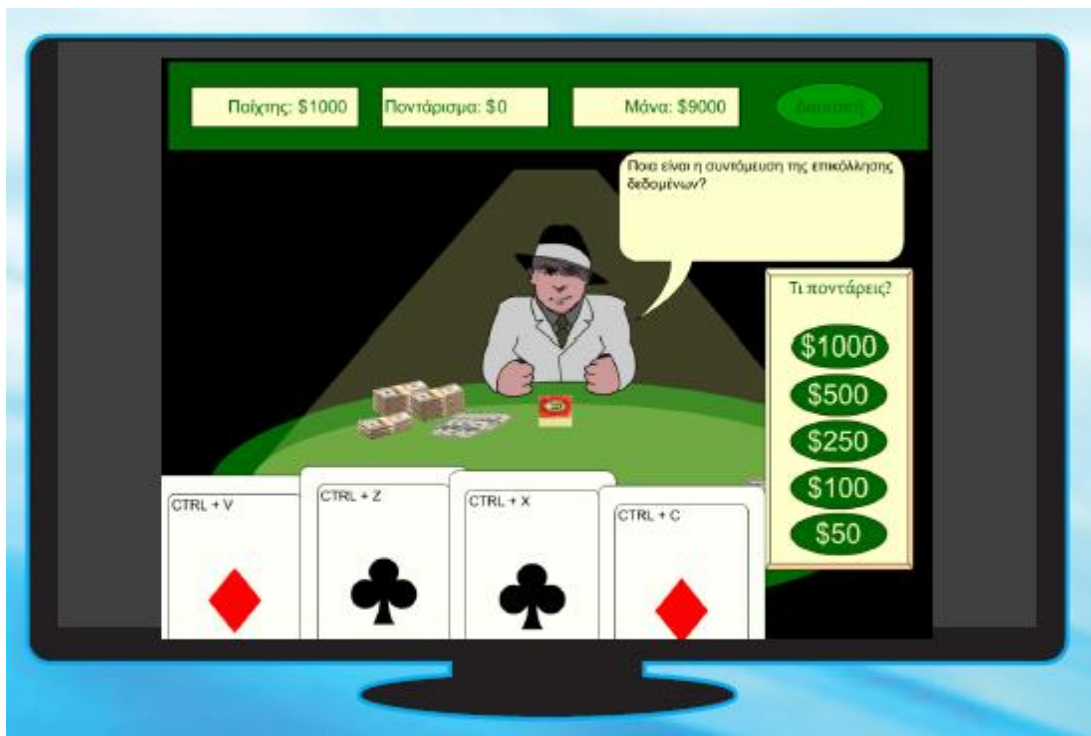 Παίχτης: $1000
Ποντάρισμα: $0
Μάνα: $9000
Διακοπή
Ποια είναι η συντόμευση της επικόλλησης
δεδομένων?
Τι ποντάρεις?
$1000
$500
$250
$100
$50
CTRL + V
CTRL + Z
CTRL + X
CTRL + C